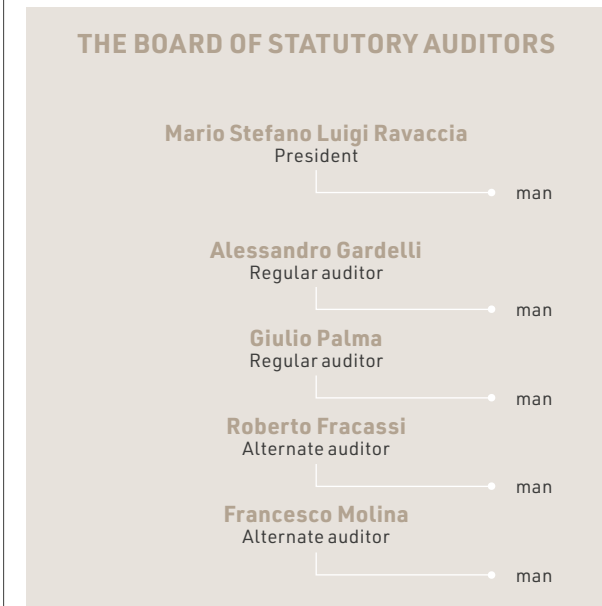 THE BOARD OF STATUTORY AUDITORS
Mario Stefano Luigi Ravaccia
President
man
Alessandro Gardelli
Regular auditor
man
Giulio Palma
Regular auditor
man
Roberto Fracassi
Alternate auditor
man
Francesco Molina
Alternate auditor
man